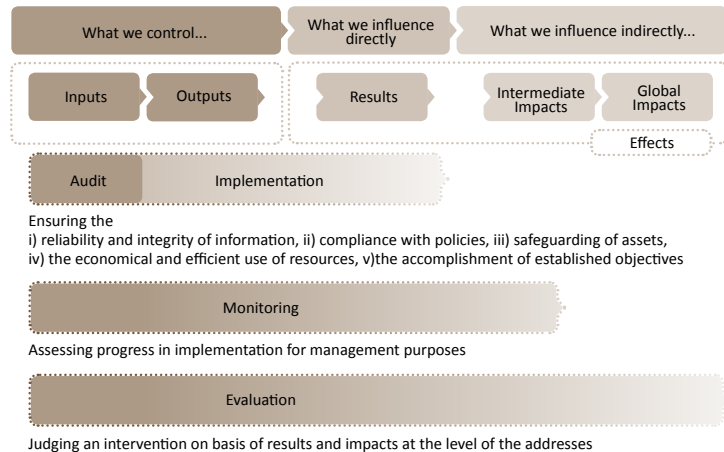 What we control...
What we influence
directly
What we influence indirectly...
Inputs
Outputs
Results
Intermediate
Impacts
Global
Impacts
Effects
Audit
Implementation
Ensuring the
i) reliability and integrity of information, ii) compliance with policies, iii) safeguarding of assets,
iv) the economical and efficient use of resources, v)the accomplishment of established objectives
Monitoring
Assessing progress in implementation for management purposes
Evaluation
Judging an intervention on basis of results and impacts at the level of the addresses